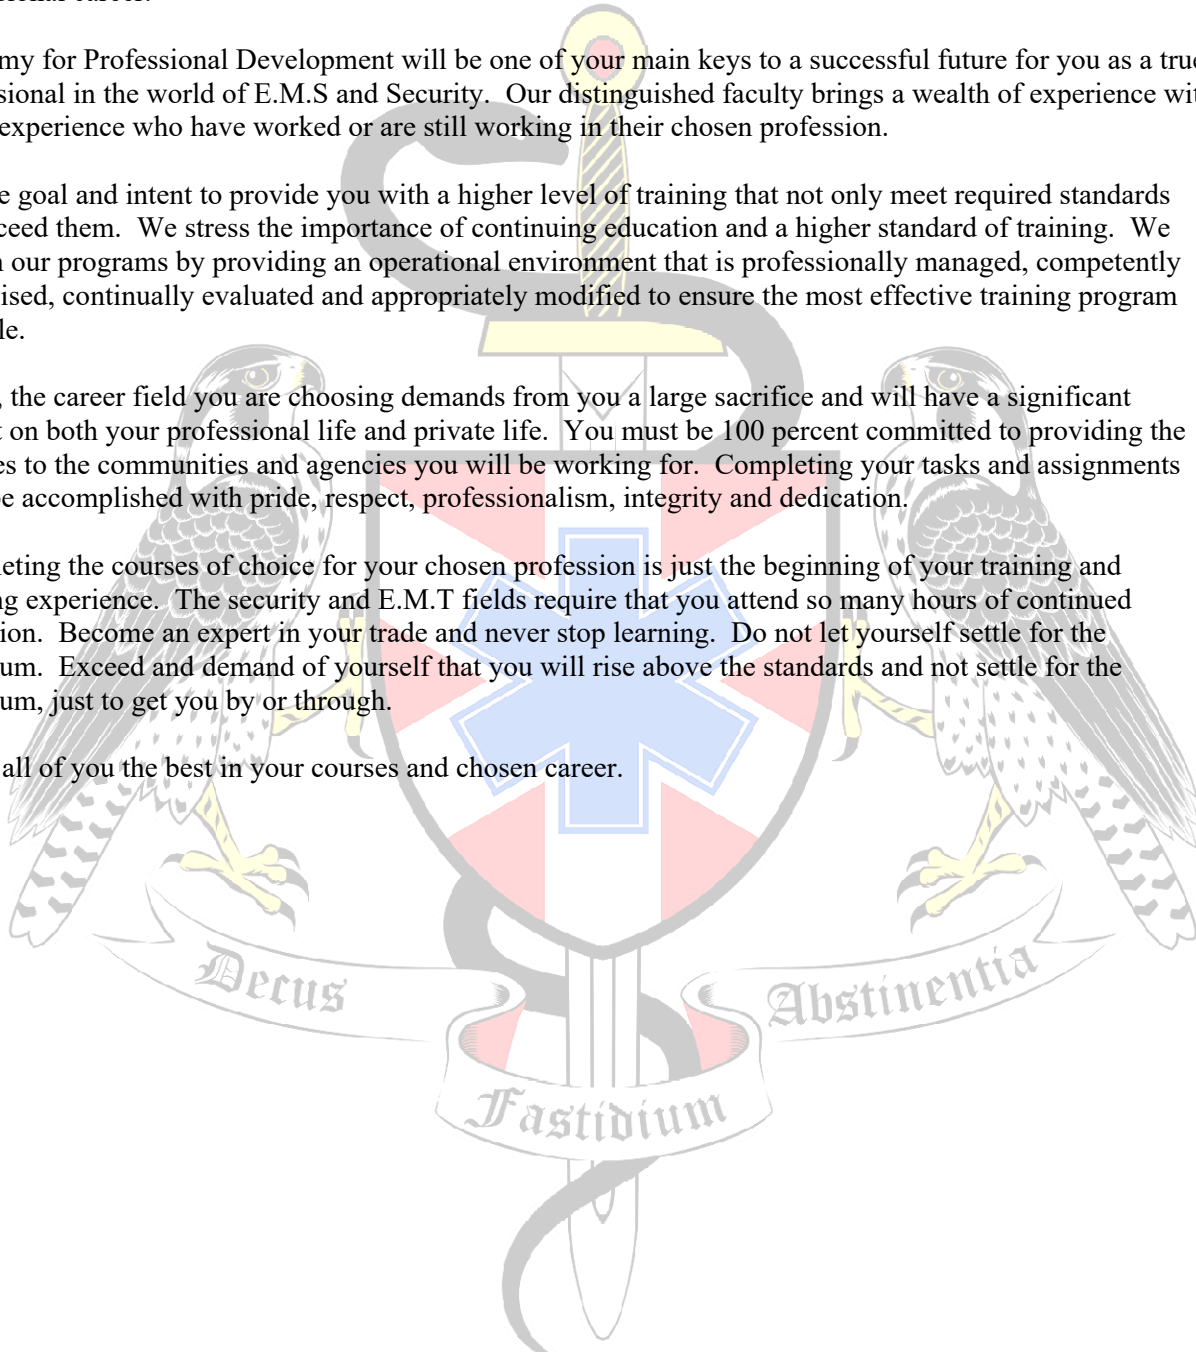 ional career.
my for Professional Development will be one of your main keys to a successful future for you as a true
sional in the world of E.M.S and Security. Our distinguished faculty brings a wealth of experience wit
experience who have worked or are still working in their chosen profession.
e goal and intent to provide you with a higher level of training that not only meet required standards
ceed them. We stress the importance of continuing education and a higher standard of training. We
n our programs by providing an operational environment that is professionally managed, competently
ised, continually evaluated and appropriately modified to ensure the most effective training program
le.
, the career field you are choosing demands from you a large sacrifice and will have a significant
t on both your professional life and private life. You must be 100 percent committed to providing the
es to the communities and agencies you will be working for. Completing your tasks and assignments
be accomplished with pride, respect, professionalism, integrity and dedication.
leting the courses of choice for your chosen profession is just the beginning of your training and
ng experience. The security and E.M.T fields require that you attend so many hours of continued
ion. Become an expert in your trade and never stop learning. Do not let yourself settle for the
um. Exceed and demand of yourself that you will rise above the standards and not settle for the
um, just to get you by or through.
all of you the best in your courses and chosen career.
Decus
Abstinentia
Fastidium